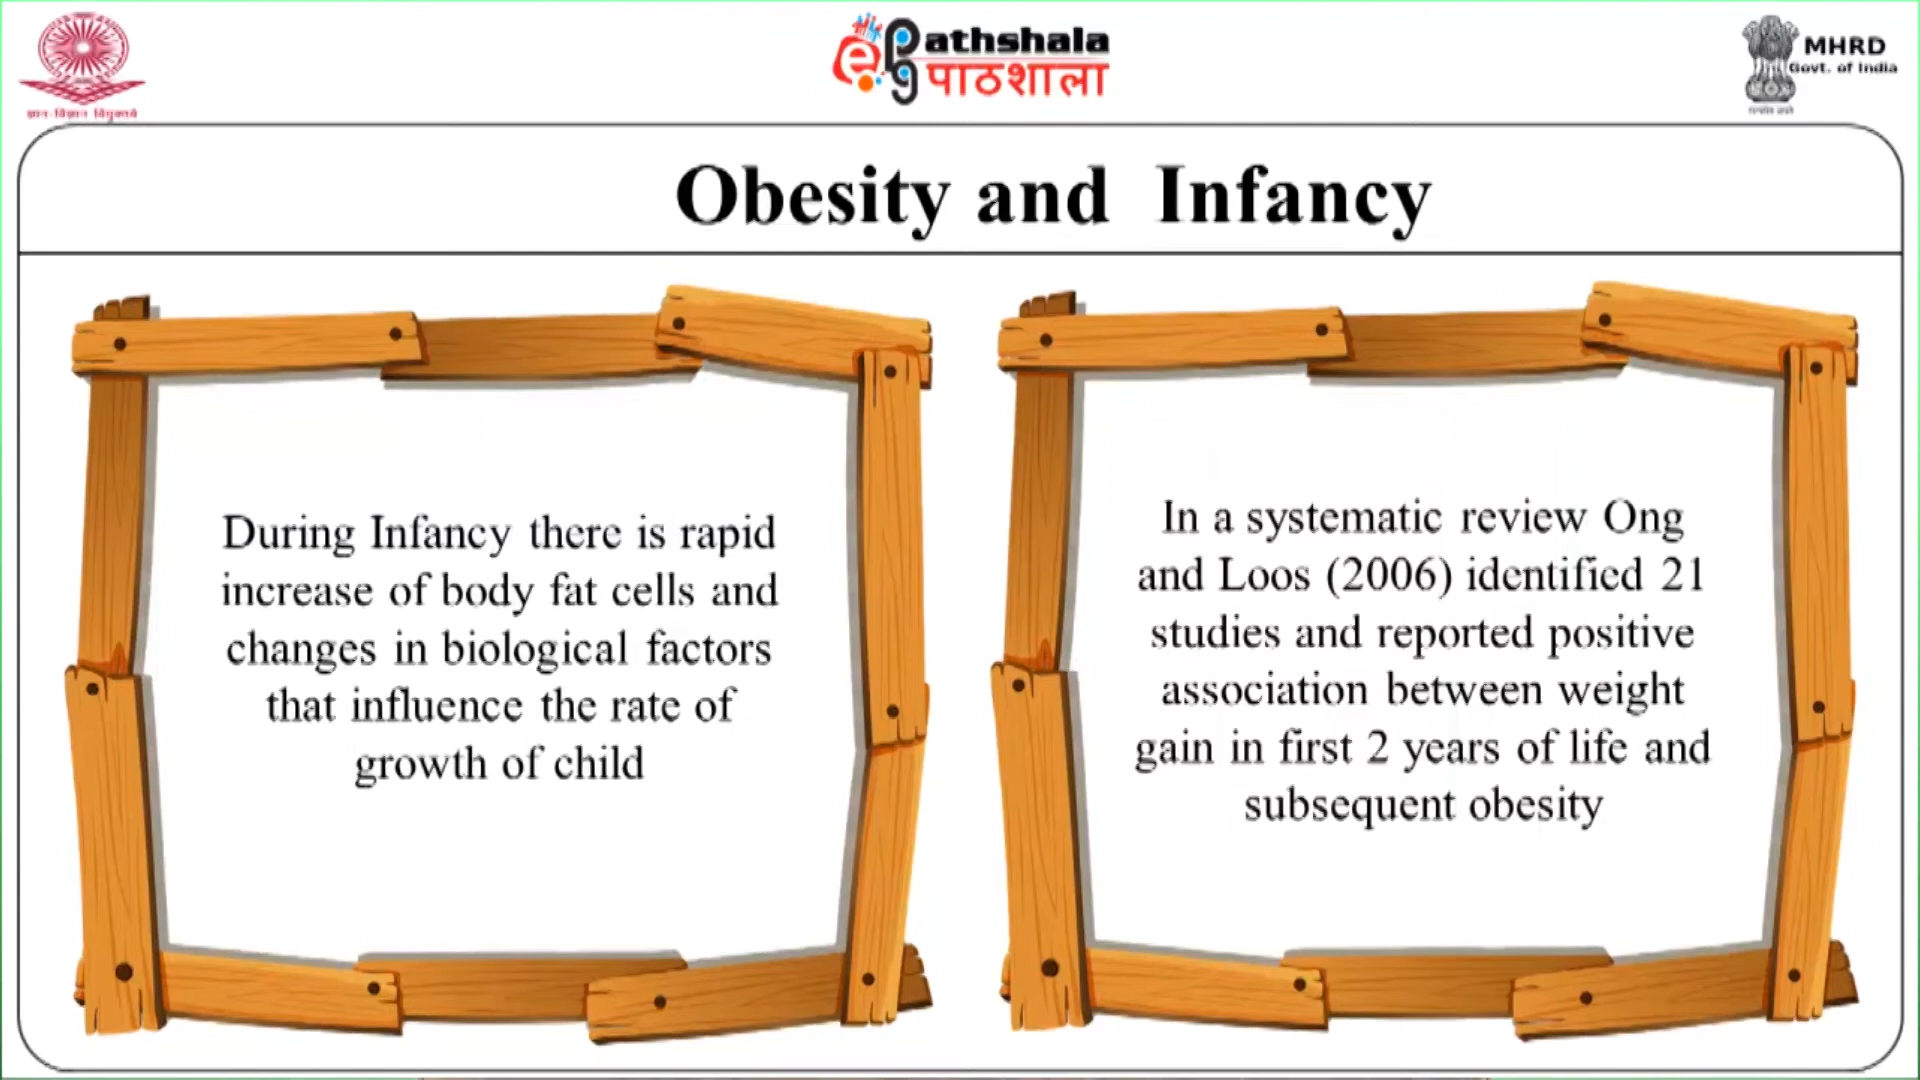 ज्ञान-विज्ञान विमुक्तये
ePG Pathshala
पाठशाला
MHRD
Govt. of India
Obesity and Infancy
During Infancy there is rapid
increase of body fat cells and
changes in biological factors
that influence the rate of
growth of child
In a systematic review Ong
and Loos (2006) identified 21
studies and reported positive
association between weight
gain in first 2 years of life and
subsequent obesity